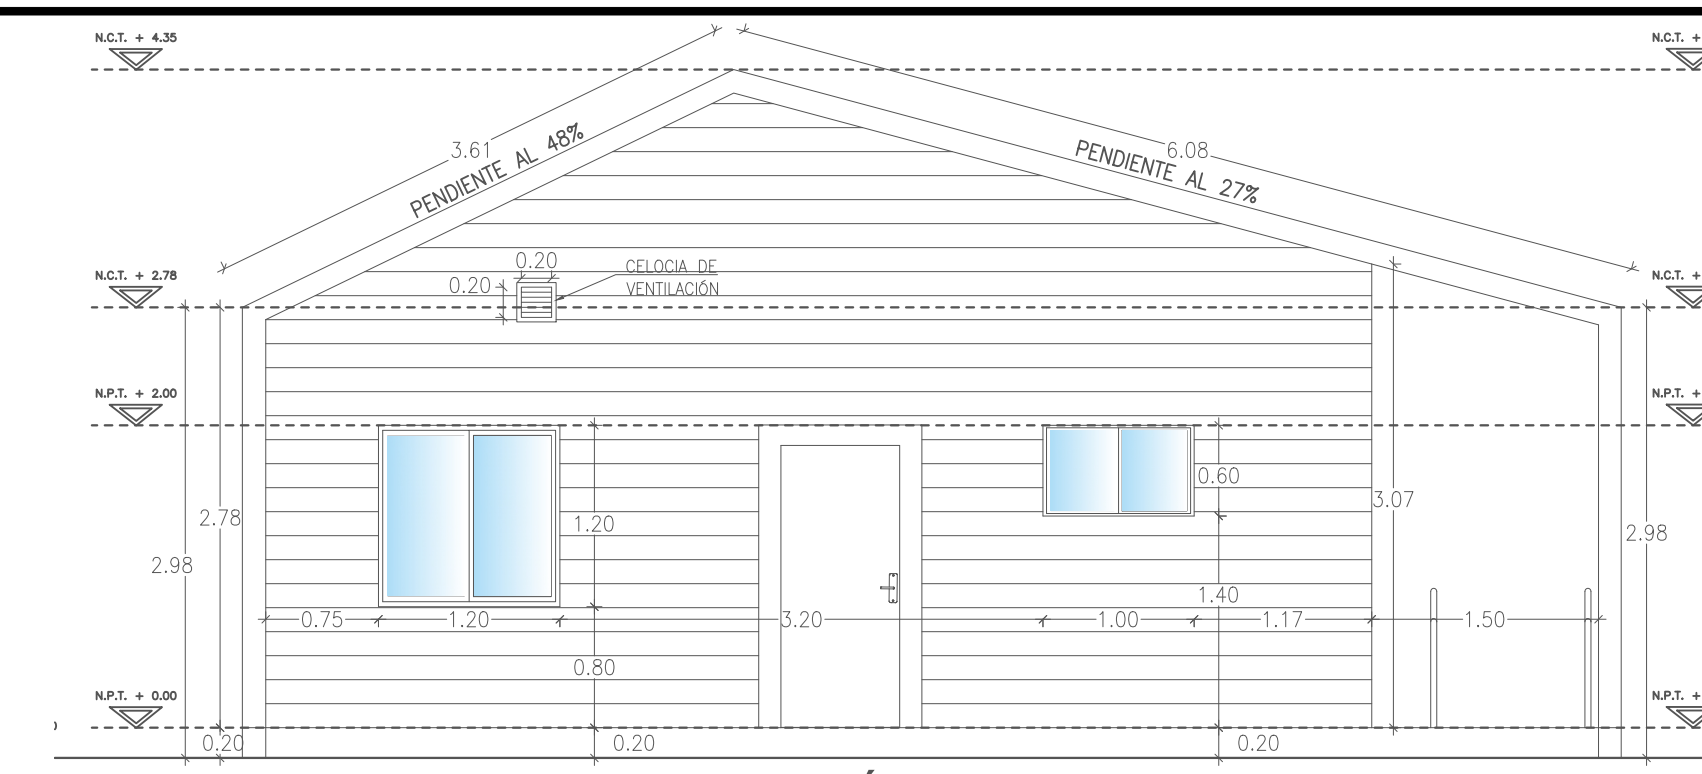 N.C.T. + 4.35
N.C.T. +
3.61
PENDIENTE AL 48%
6.08
PENDIENTE AL 27%
N.C.T. + 2.78
0.20
CELOCIA DE
VENTILACIÓN
0.20
N.C.T. +
N.P.T. + 2.00
N.P.T. +
0.60
3.07
2.78
1.20
2.98
2.98
1.40
0.75
1.20
3.20
1.00
1.17
1.50
0.80
N.P.T. + 0.00
N.P.T. +
0.20
0.20
0.20